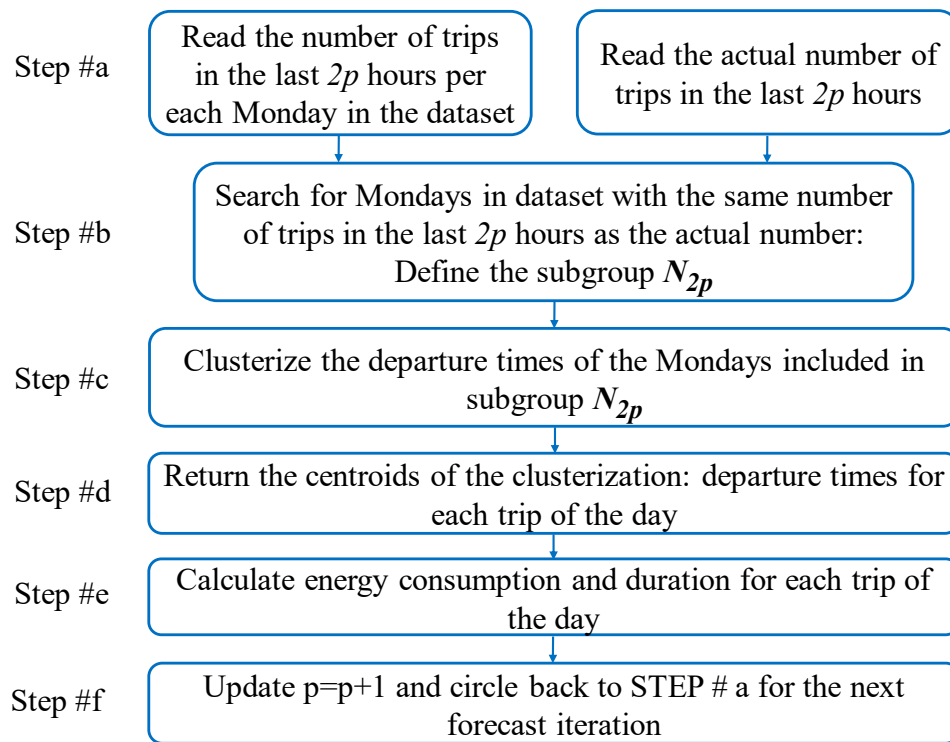 Step #a
Read the number of trips
in the last 2p hours per
each Monday in the dataset
Read the actual number of
trips in the last 2p hours
Step #b
Search for Mondays in dataset with the same number
of trips in the last 2p hours as the actual number:
Define the subgroup N2p
Step #c
Clusterize the departure times of the Mondays included in
subgroup N2p
Step #d
Return the centroids of the clusterization: departure times for
each trip of the day
Step #e
Calculate energy consumption and duration for each trip of
the day
Step #f
Update p=p+1 and circle back to STEP # a for the next
forecast iteration